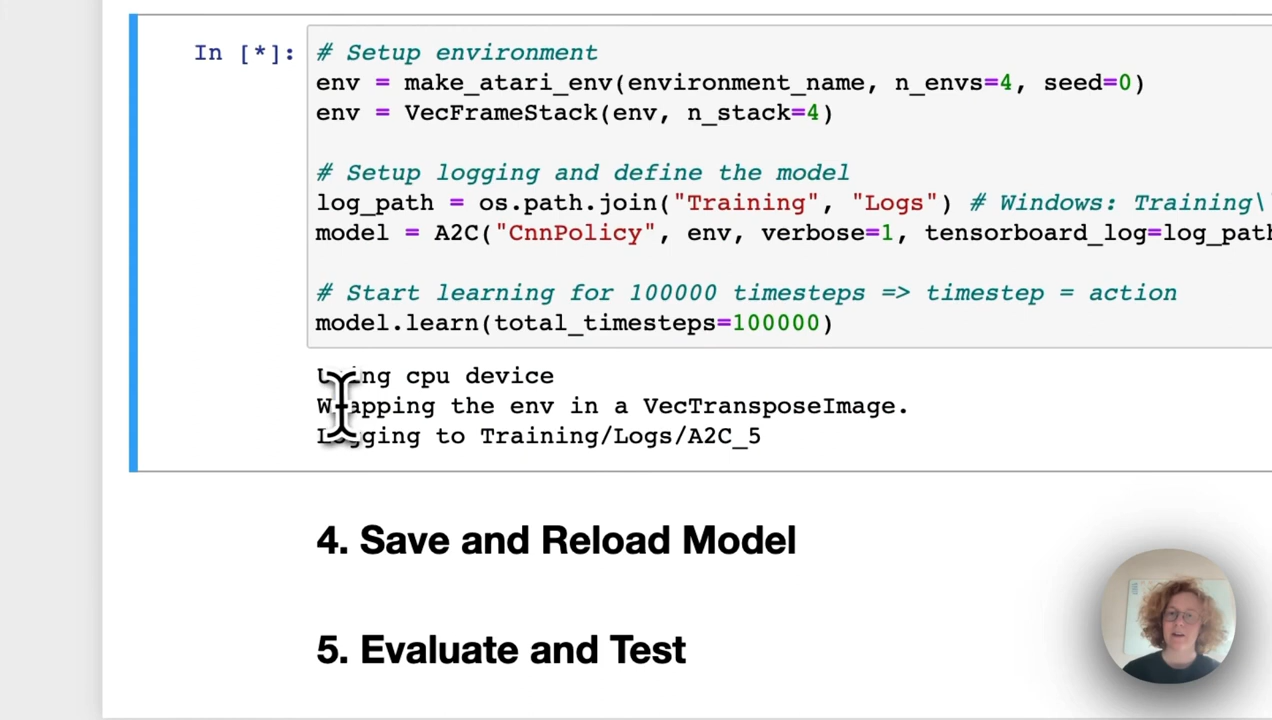 In [*]:
# Setup environment
env = make_atari_env(environment_name, n_envs=4, seed=0)
env = VecFrameStack(env, n_stack=4)
# Setup logging and define the model
log_path = os.path.join("Training", "Logs") # Windows: Training\
model = A2C("CnnPolicy", env, verbose=1, tensorboard_log=log_path
# Start learning for 100000 timesteps => timestep = action
model.learn(total_timesteps=100000)
Using cpu device
Wrapping the env in a VecTransposeImage.
Logging to Training/Logs/A2C_5
4. Save and Reload Model
5. Evaluate and Test